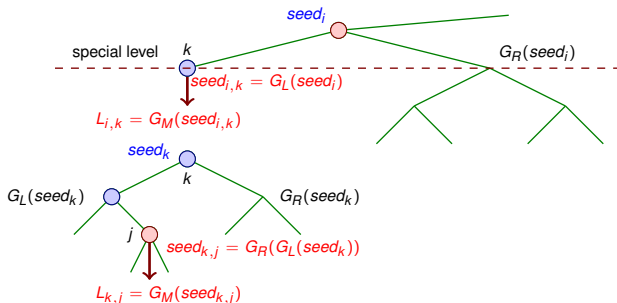 seed_i
special level
k
G_R(seed_i)
seed_{i,k} = G_L(seed_i)
L_{i,k} = G_M(seed_{i,k})
seed_k
k
G_L(seed_k)
G_R(seed_k)
j
seed_{k,j} = G_R(G_L(seed_k))
L_{k,j} = G_M(seed_{k,j})